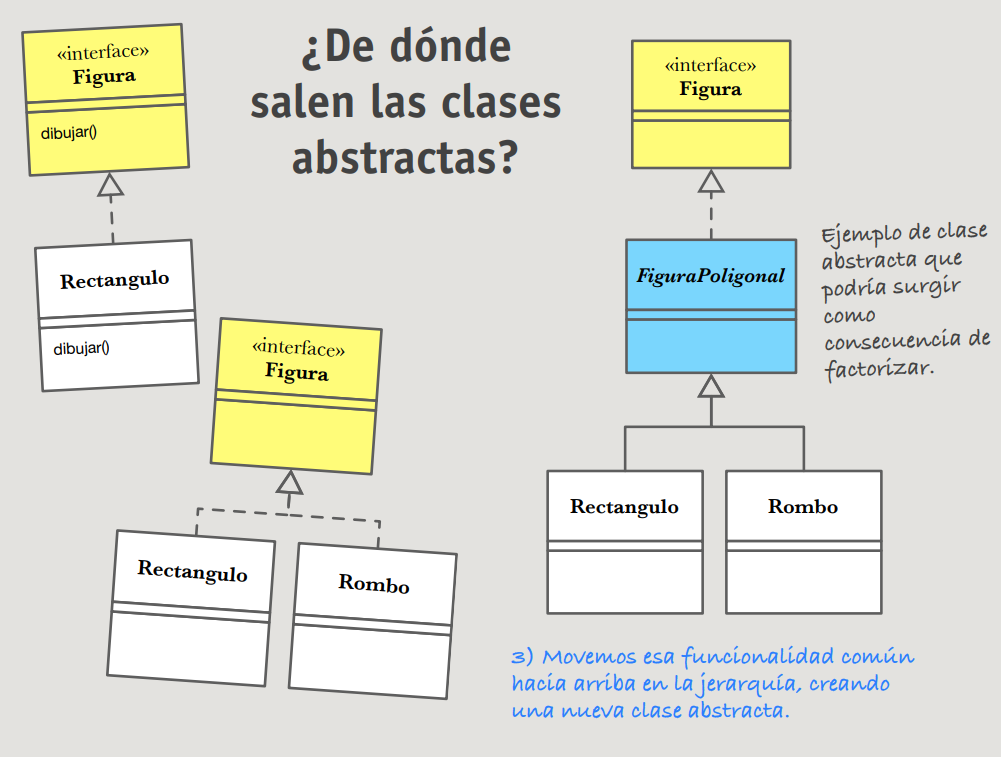 ¿De dónde
salen las clases
abstractas?
«interface»
Figura
dibujar()
Rectangulo
dibujar()
«interface»
Figura
Rectangulo
Rombo
«interface»
Figura
FiguraPoligonal
Ejemplo de clase
abstracta que
podría surgir
como
consecuencia de
factorizar.
Rectangulo
Rombo
3) Movemos esa funcionalidad común
hacia arriba en la jerarquía, creando
una nueva clase abstracta.